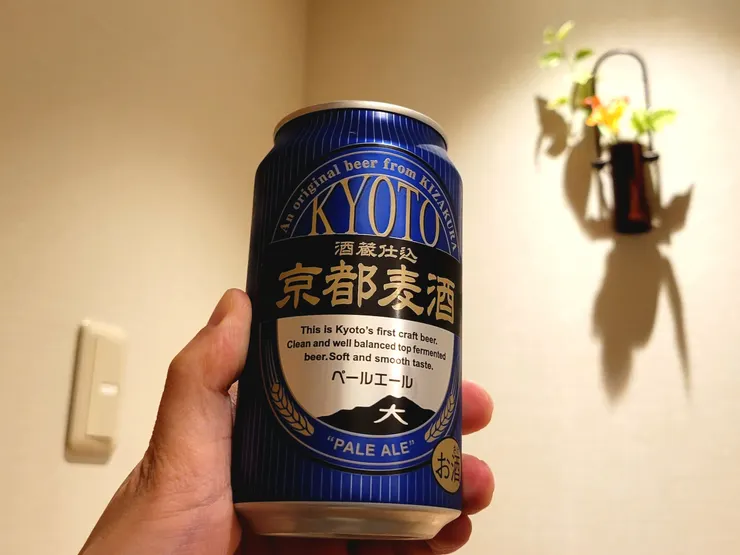 An original beer from KIZAKURA
KYOTO
酒蔵仕込
京都麦酒
This is Kyoto's first craft beer.
Clean and well balanced top fermented
beer.Soft and smooth taste.
ペールエール
大
"PALE ALE"
お酒